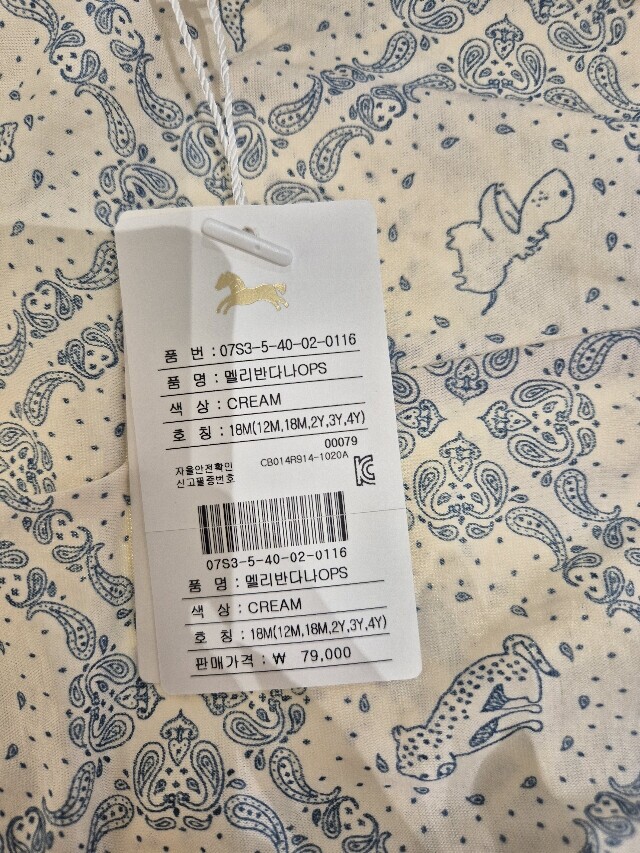 품 번 : 07S3-5-40-02-0116
품 명 : 멜리반다나OPS
색 상 : CREAM
호 칭 : 18M(12M,18M,2Y,3Y,4Y)
00079
자율안전확인 CB014R914-1020A
신고필증번호
07S3-5-40-02-0116
품 명 : 멜리반다나OPS
색 상 : CREAM
호 칭 : 18M(12M,18M,2Y,3Y,4Y)
판매가격 : ₩ 79,000